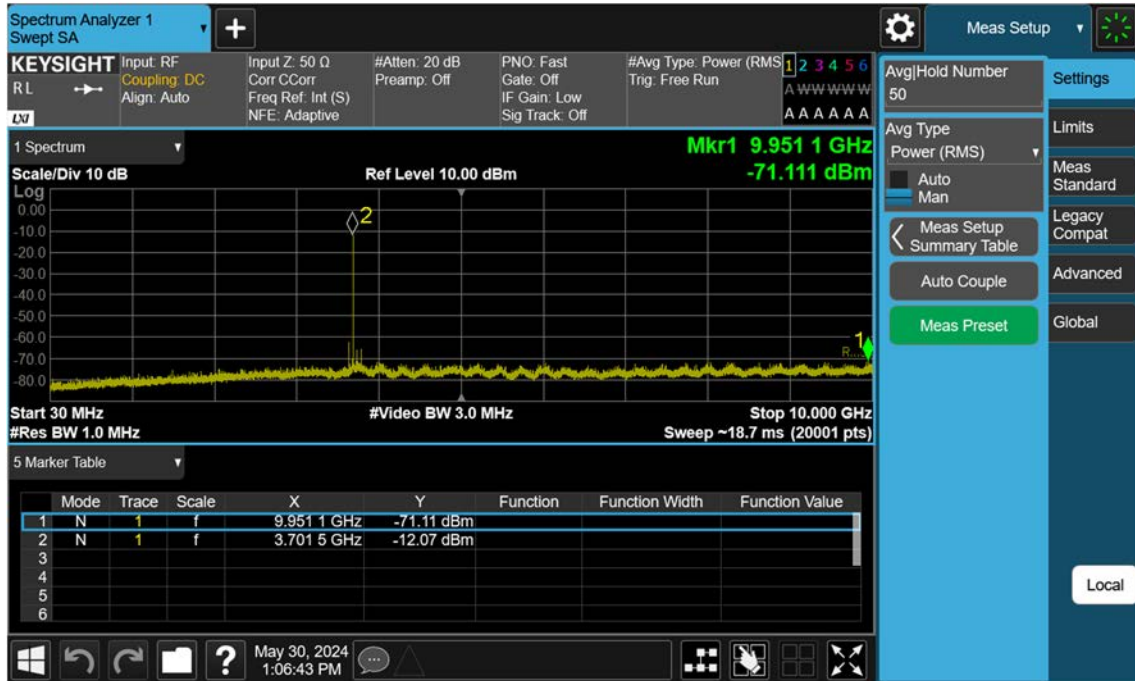 Spectrum Analyzer 1
Swept SA
Meas Setup
KEYSIGHT
R L
LXI
Input: RF
Coupling: DC
Align: Auto
Input Z: 50 Ω
Corr CCorr
Freq Ref: Int (S)
NFE: Adaptive
#Atten: 20 dB
Preamp: Off
PNO: Fast
Gate: Off
IF Gain: Low
Sig Track: Off
#Avg Type: Power (RMS
Trig: Free Run
1 2 3 4 5 6
A W W W W W
A A A A A A
1 Spectrum
Mkr1 9.951 1 GHz
Scale/Div 10 dB
Ref Level 10.00 dBm
-71.111 dBm
Log
0.00
-10.0
-20.0
-30.0
-40.0
-50.0
-60.0
-70.0
-80.0
2
1
R...
Start 30 MHz
#Video BW 3.0 MHz
Stop 10.000 GHz
#Res BW 1.0 MHz
Sweep ~18.7 ms (20001 pts)
5 Marker Table
Mode Trace Scale X Y Function Function Width Function Value
1 N 1 f 9.951 1 GHz -71.11 dBm
2 N 1 f 3.701 5 GHz -12.07 dBm
3
4
5
6
May 30, 2024
1:06:43 PM
?
Avg|Hold Number
50
Avg Type
Power (RMS)
Auto
Man
Meas Setup
Summary Table
Auto Couple
Meas Preset
Settings
Limits
Meas
Standard
Legacy
Compat
Advanced
Global
Local